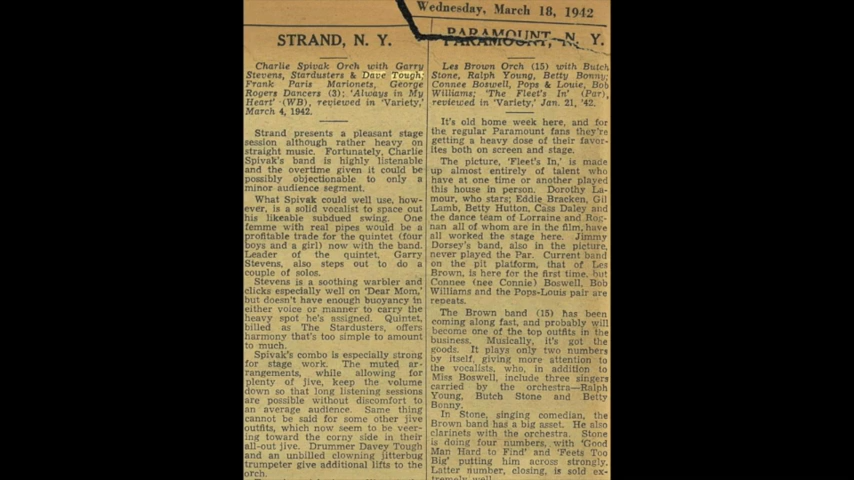 Wednesday, March 18, 1942
STRAND, N. Y.
Charlie Spivak Orch with Garry
Stevens, Stardusters & Dave Tough;
Frank Paris Marionets, George
Rogers Dancers (3); 'Always in My
Heart' (WB), reviewed in 'Variety,'
March 4, 1942.
Strand presents a pleasant stage
session although rather heavy on
straight music. Fortunately, Charlie
Spivak's band is highly listenable
and the overtime given it could be
possibly objectionable to only a
minor audience segment.
What Spivak could well use, how-
ever, is a solid vocalist to space out
his likeable subdued swing. One
femme with real pipes would be a
profitable trade for the quintet (four
boys and a girl) now with the band.
Leader of the quintet, Garry
Stevens, also steps out to do a
couple of solos.
Stevens is a soothing warbler and
clicks especially well on 'Dear Mom,'
but doesn't have enough buoyancy in
either voice or manner to carry the
heavy spot he's assigned. Quintet,
billed as The Stardusters, offers
harmony that's too simple to amount
to much.
Spivak's combo is especially strong
for stage work. The muted ar-
rangements, while allowing for
plenty of jive, keep the volume
down so that long listening sessions
are possible without discomfort to
an average audience. Same thing
cannot be said for some other jive
outfits, which now seem to be veer-
ing toward the corny side in their
all-out jive. Drummer Davey Tough
and an unbilled clowning jitterbug
trumpeter give additional lifts to the
orch.
PARAMOUNT, N. Y.
Les Brown Orch (15) with Butch
Stone, Ralph Young, Betty Bonny;
Connee Boswell, Pops & Louie, Bob
Williams; 'The Fleet's In' (Par),
reviewed in 'Variety,' Jan. 21, '42.
It's old home week here, and for
the regular Paramount fans they're
getting a heavy dose of their favor-
ites both on screen and stage.
The picture, 'Fleet's In,' is made
up almost entirely of talent who
have at one time or another played
this house in person. Dorothy La-
mour, who stars; Eddie Bracken, Gil
Lamb, Betty Hutton, Cass Daley and
the dance team of Lorraine and Rog-
nan all of whom are in the film, have
all worked the stage here. Jimmy
Dorsey's band, also in the picture,
never played the Par. Current band
on the pit platform, that of Les
Brown, is here for the first time, but
Connee (nee Connie) Boswell, Bob
Williams and the Pops-Louis pair are
repeats.
The Brown band (15) has been
coming along fast, and probably will
become one of the top outfits in the
business. Musically, it's got the
goods. It plays only two numbers
by itself, giving more attention to
the vocalists, who, in addition to
Miss Boswell, include three singers
carried by the orchestra—Ralph
Young, Butch Stone and Betty
Bonny.
In Stone, singing comedian, the
Brown band has a big asset. He also
clarinets with the orchestra. Stone
is doing four numbers, with 'Good
Man Hard to Find' and 'Feets Too
Big' putting him across strongly.
Latter number, closing, is sold ex-
tremely well.